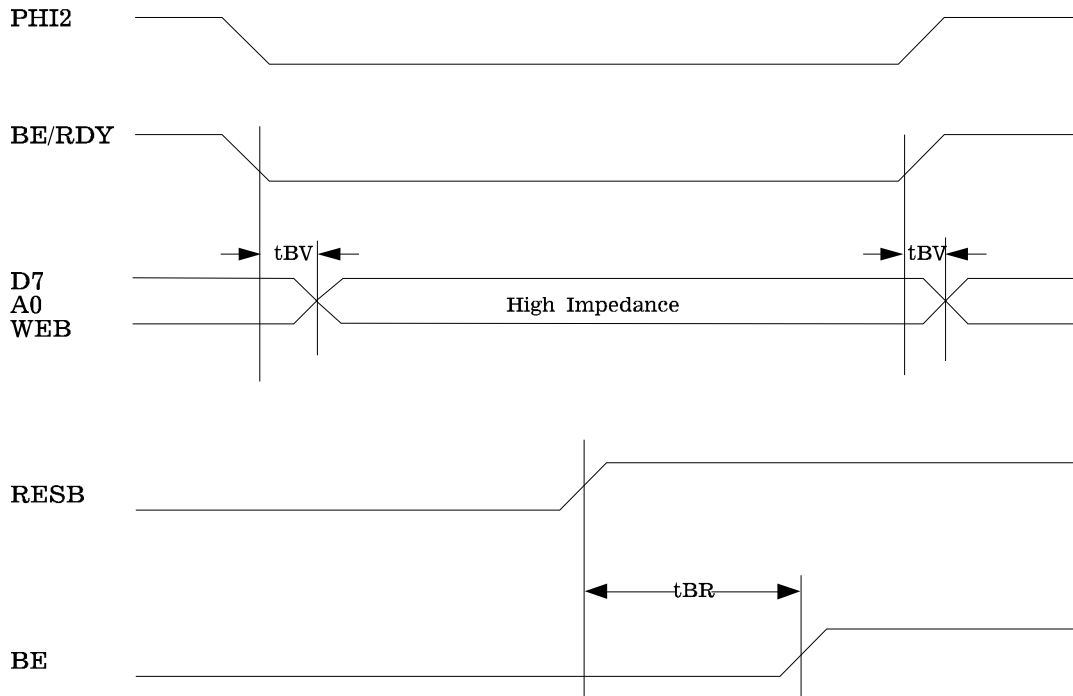 PHI2
BE/RDY
tBV tBV
D7
A0 High Impedance
WEB
RESB
tBR
BE